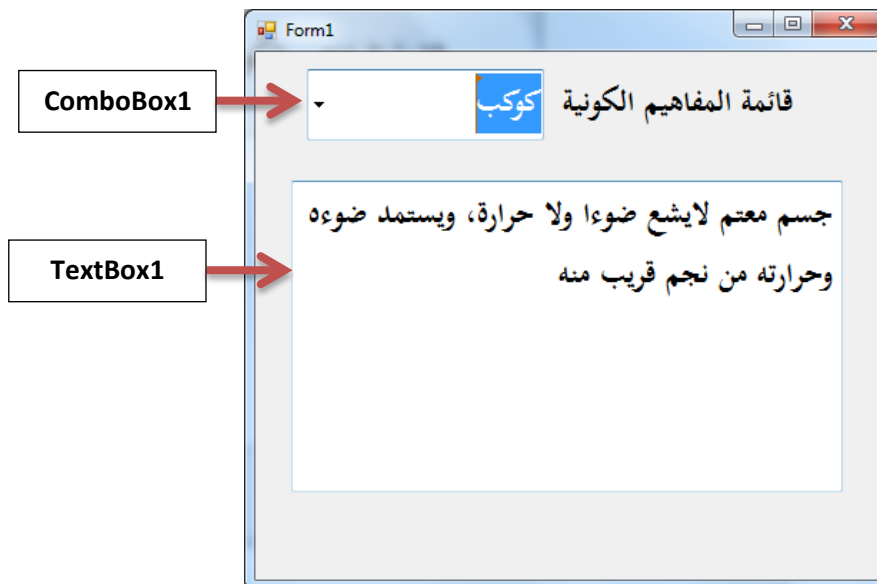 Form1
ComboBox1
قائمة المفاهيم الكونية
كوكب
TextBox1
جسم معتم لايشع ضوءا ولا حرارة، ويستمد ضوءه
وحرارته من نجم قريب منه